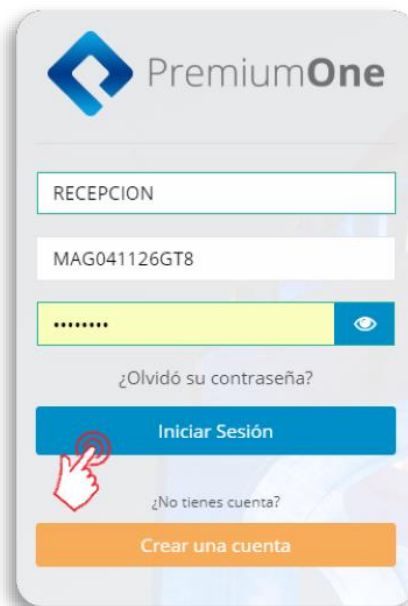 PremiumOne
RECEPCION
MAG041126GT8
••••••••
¿Olvidó su contraseña?
Iniciar Sesión
¿No tienes cuenta?
Crear una cuenta